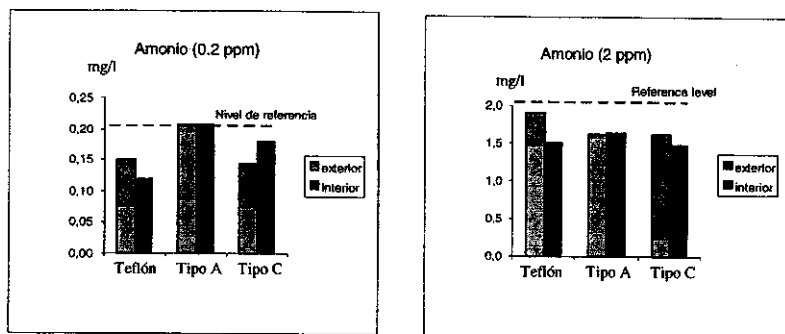 Amonio (0.2 ppm)
mg/l
0,25
0,20
0,15
0,10
0,05
0,00
Nivel de referencia
exterior
Interior
Teflón Tipo A Tipo C
Amonio (2 ppm)
mg/l
2,0
1,5
1,0
0,5
0,0
Reference level
exterior
interior
Teflón Tipo A Tipo C